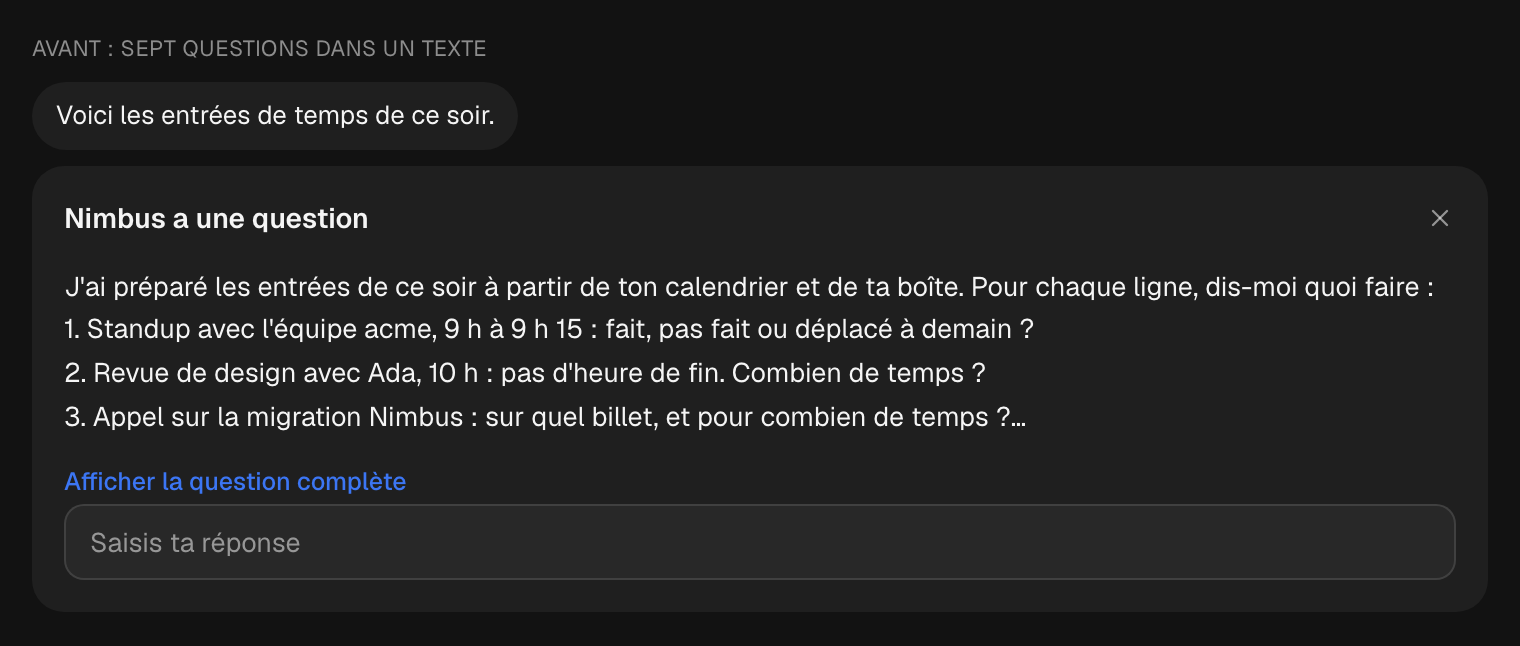 AVANT : SEPT QUESTIONS DANS UN TEXTE
Voici les entrées de temps de ce soir.
Nimbus a une question
J'ai préparé les entrées de ce soir à partir de ton calendrier et de ta boîte. Pour chaque ligne, dis-moi quoi faire :
1. Standup avec l'équipe acme, 9 h à 9 h 15 : fait, pas fait ou déplacé à demain ?
2. Revue de design avec Ada, 10 h : pas d'heure de fin. Combien de temps ?
3. Appel sur la migration Nimbus : sur quel billet, et pour combien de temps ?…
Afficher la question complète
Saisis ta réponse